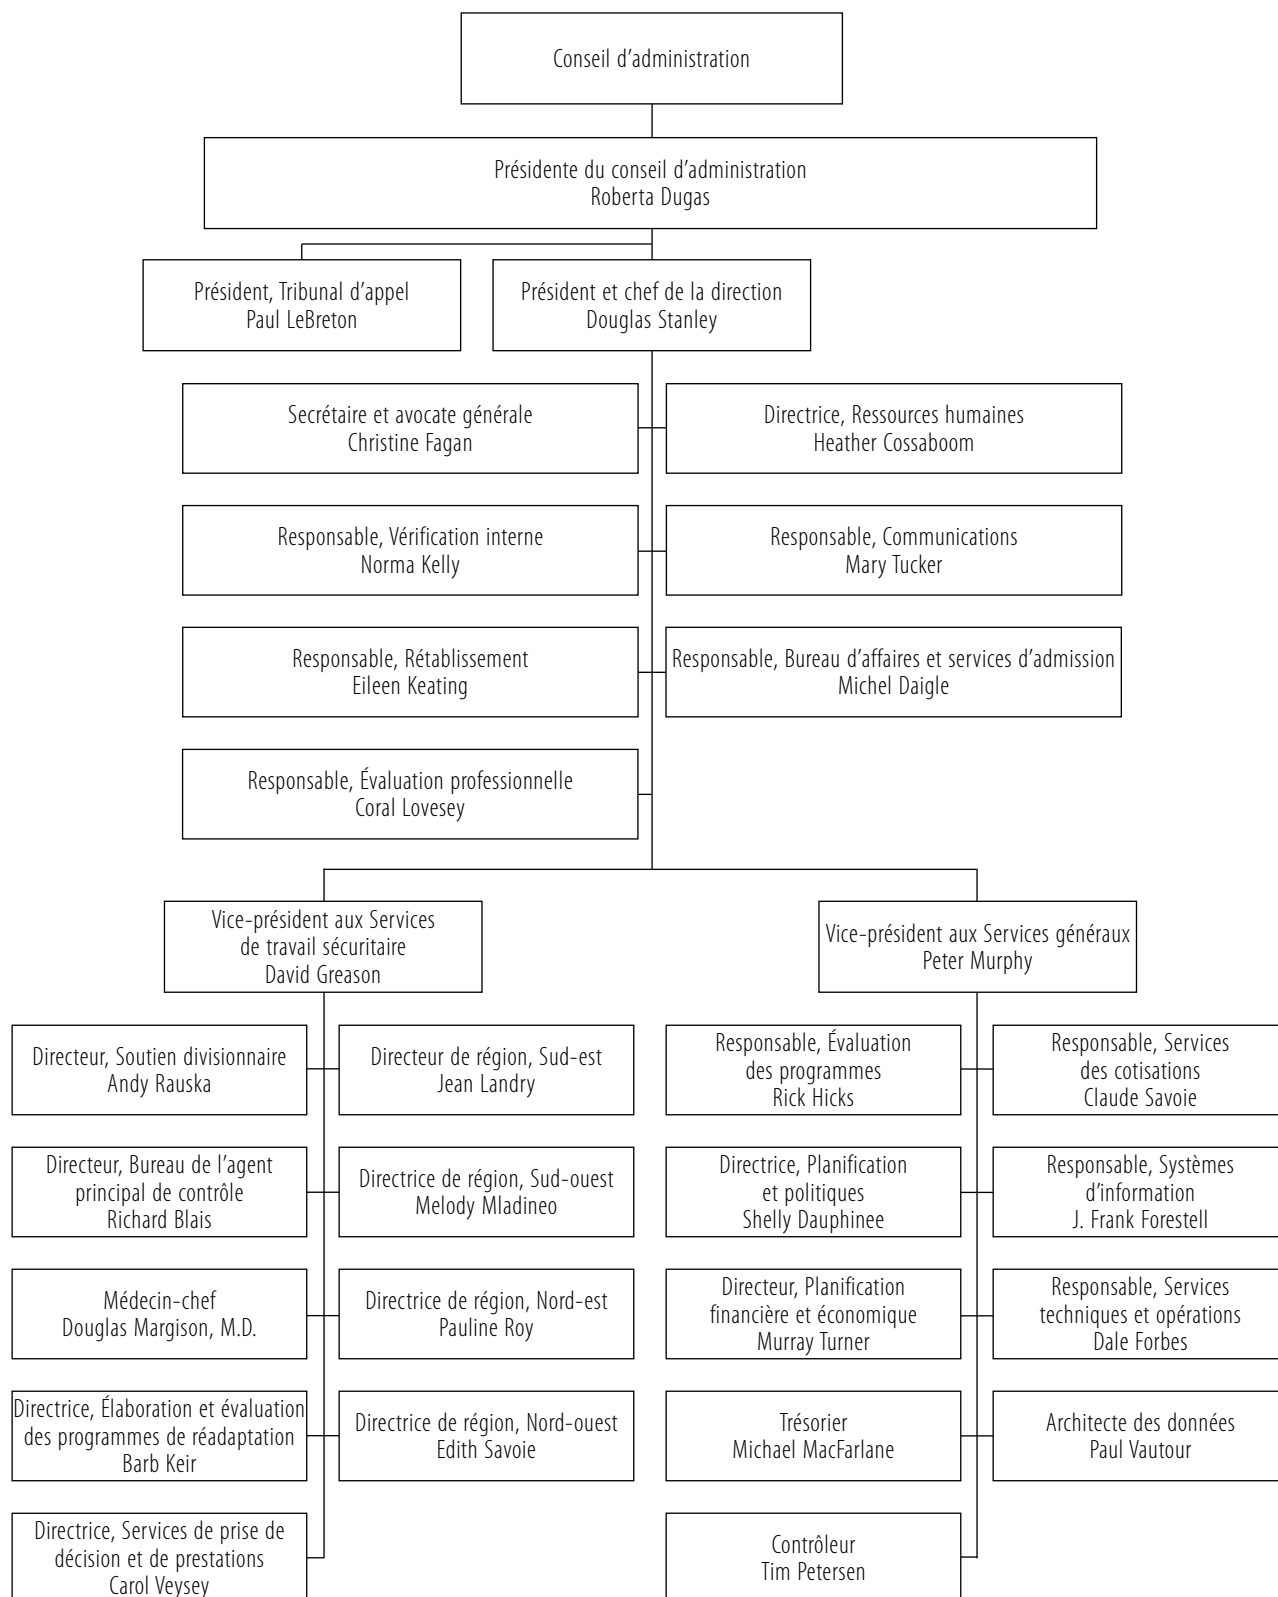 Conseil d'administration
Présidente du conseil d'administration
Roberta Dugas
Président, Tribunal d'appel
Paul LeBreton
Président et chef de la direction
Douglas Stanley
Secrétaire et avocate générale
Christine Fagan
Directrice, Ressources humaines
Heather Cossaboom
Responsable, Vérification interne
Norma Kelly
Responsable, Communications
Mary Tucker
Responsable, Rétablissement
Eileen Keating
Responsable, Bureau d'affaires et services d'admission
Michel Daigle
Responsable, Évaluation professionnelle
Coral Lovesey
Vice-président aux Services
de travail sécuritaire
David Greason
Vice-président aux Services généraux
Peter Murphy
Directeur, Soutien divisionnaire
Andy Rauska
Directeur de région, Sud-est
Jean Landry
Responsable, Évaluation
des programmes
Rick Hicks
Responsable, Services
des cotisations
Claude Savoie
Directeur, Bureau de l'agent
principal de contrôle
Richard Blais
Directrice de région, Sud-ouest
Melody Mladineo
Directrice, Planification
et politiques
Shelly Dauphinee
Responsable, Systèmes
d'information
J. Frank Forestell
Médecin-chef
Douglas Margison, M.D.
Directrice de région, Nord-est
Pauline Roy
Directeur, Planification
financière et économique
Murray Turner
Responsable, Services
techniques et opérations
Dale Forbes
Directrice, Élaboration et évaluation
des programmes de réadaptation
Barb Keir
Directrice de région, Nord-ouest
Edith Savoie
Trésorier
Michael MacFarlane
Architecte des données
Paul Vautour
Directrice, Services de prise de
décision et de prestations
Carol Veysey
Contrôleur
Tim Petersen